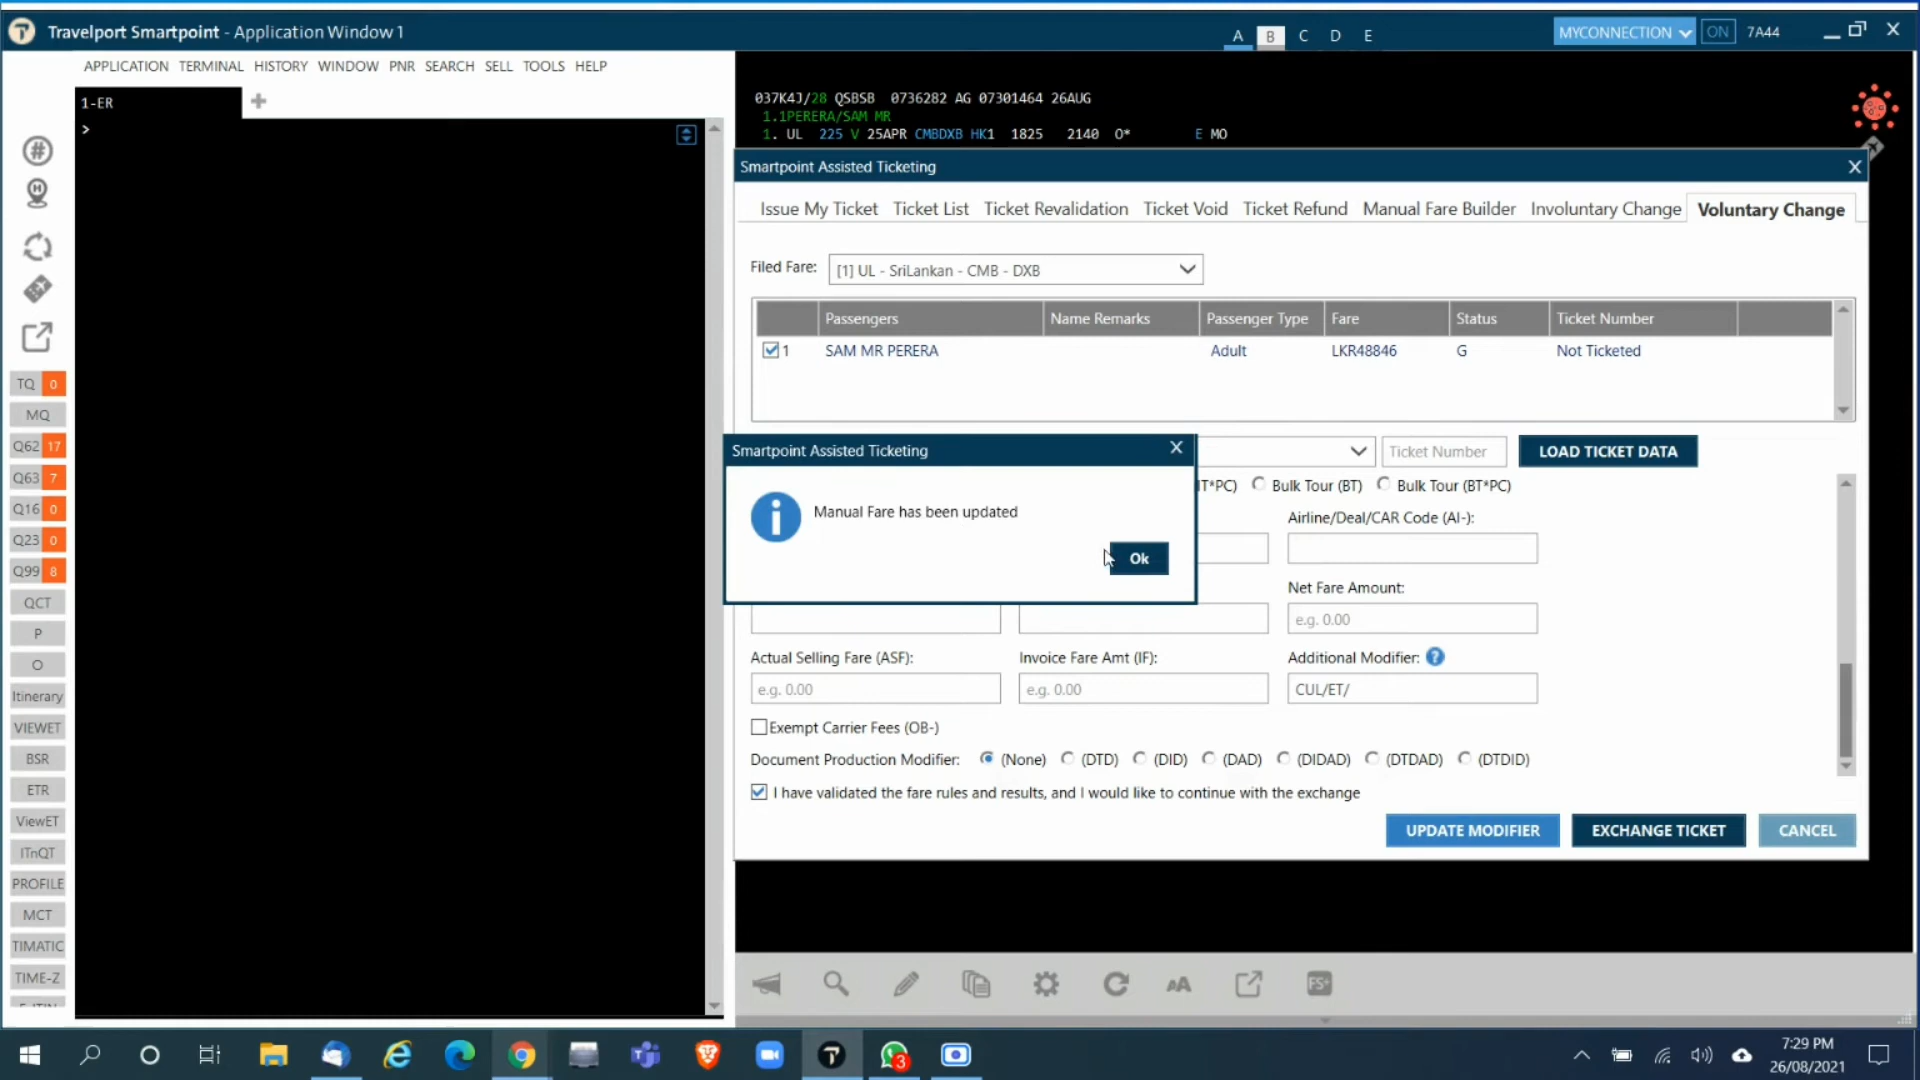 Travelport Smartpoint - Application Window 1
A B C D E
MYCONNECTION ON 7A44
APPLICATION TERMINAL HISTORY WINDOW PNR SEARCH SELL TOOLS HELP
1-ER
>
037K4J/28 QSBSB 0736282 AG 07301464 26AUG
1.1PERERA/SAM MR
1. UL 225 V 25APR CMBDXB HK1 1825 2140 O* E MO
Smartpoint Assisted Ticketing
Issue My Ticket Ticket List Ticket Revalidation Ticket Void Ticket Refund Manual Fare Builder Involuntary Change Voluntary Change
Filed Fare: [1] UL - SriLankan - CMB - DXB
Passengers Name Remarks Passenger Type Fare Status Ticket Number
1 SAM MR PERERA Adult LKR48846 G Not Ticketed
Ticket Number LOAD TICKET DATA
Smartpoint Assisted Ticketing
Manual Fare has been updated
Ok
IT*PC) Bulk Tour (BT) Bulk Tour (BT*PC)
Airline/Deal/CAR Code (AI-):
Net Fare Amount:
e.g. 0.00
Actual Selling Fare (ASF): Invoice Fare Amt (IF): Additional Modifier: ?
e.g. 0.00 e.g. 0.00 CUL/ET/
Exempt Carrier Fees (OB-)
Document Production Modifier: (None) (DTD) (DID) (DAD) (DIDAD) (DTDAD) (DTDID)
I have validated the fare rules and results, and I would like to continue with the exchange
UPDATE MODIFIER EXCHANGE TICKET CANCEL
TQ 0
MQ
Q62 17
Q63 7
Q16 0
Q23 0
Q99 8
QCT
P
O
Itinerary
VIEWET
BSR
ETR
ViewET
ITnQT
PROFILE
MCT
TIMATIC
TIME-Z
AA
FS+
3
7:29 PM
26/08/2021